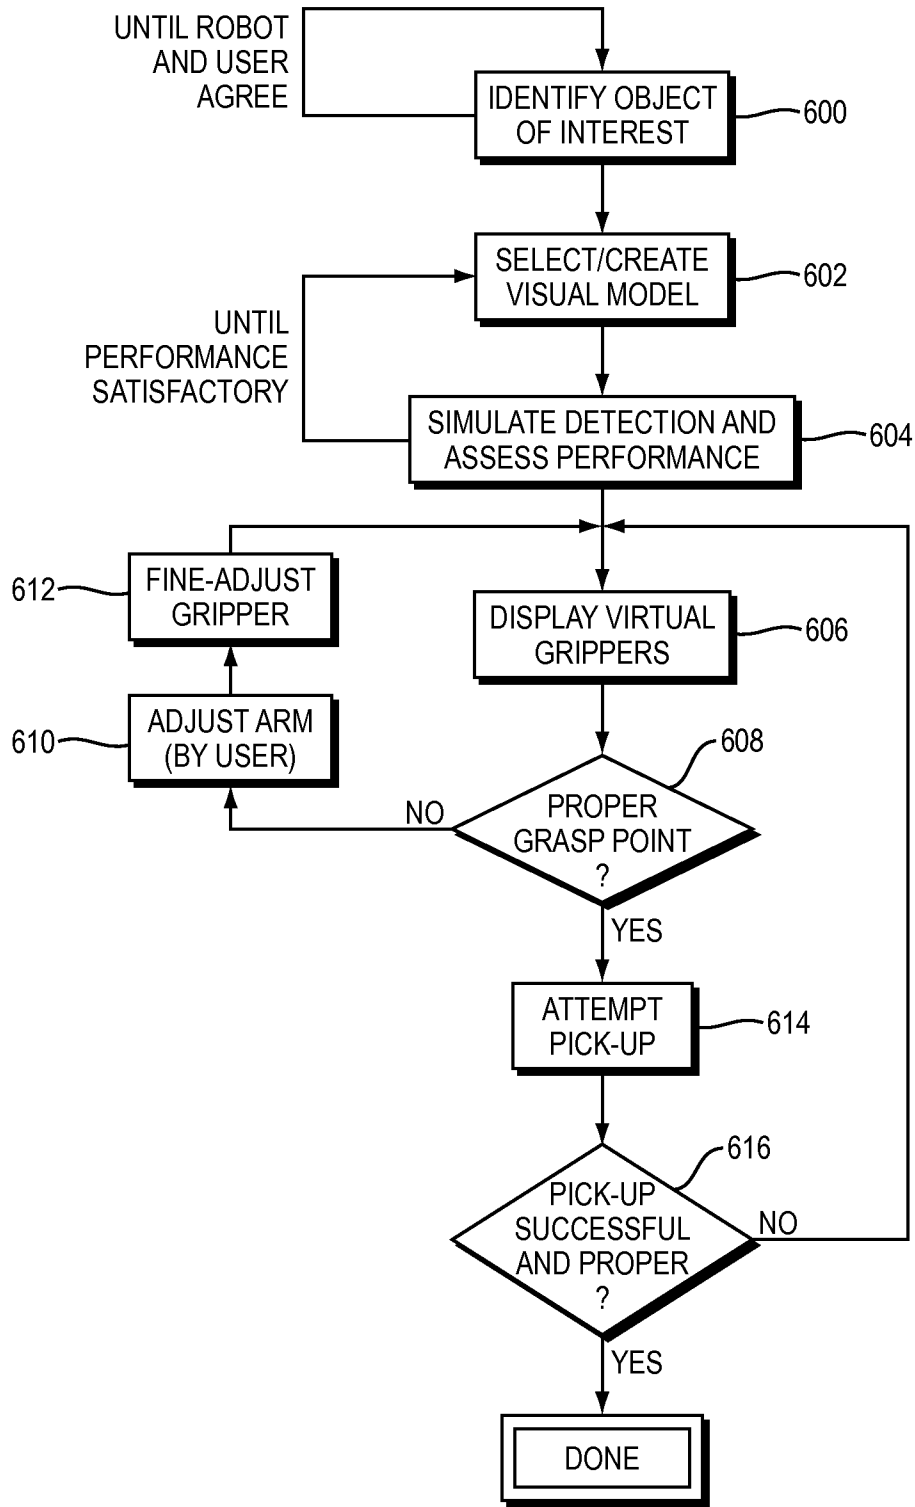 UNTIL ROBOT
AND USER
AGREE
IDENTIFY OBJECT
OF INTEREST
600
SELECT/CREATE
VISUAL MODEL
602
UNTIL
PERFORMANCE
SATISFACTORY
SIMULATE DETECTION AND
ASSESS PERFORMANCE
604
612
FINE-ADJUST
GRIPPER
DISPLAY VIRTUAL
GRIPPERS
606
610
ADJUST ARM
(BY USER)
608
NO
PROPER
GRASP POINT
?
YES
ATTEMPT
PICK-UP
614
616
PICK-UP
SUCCESSFUL
AND PROPER
?
NO
YES
DONE